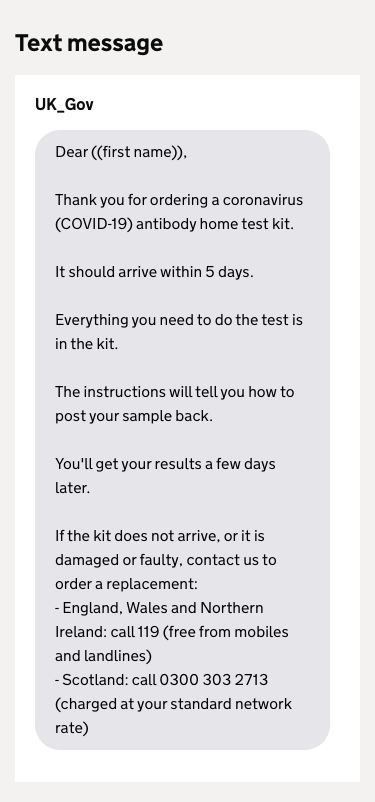 Text message
UK_Gov
Dear ((first name)),
Thank you for ordering a coronavirus
(COVID-19) antibody home test kit.
It should arrive within 5 days.
Everything you need to do the test is
in the kit.
The instructions will tell you how to
post your sample back.
You'll get your results a few days
later.
If the kit does not arrive, or it is
damaged or faulty, contact us to
order a replacement:
- England, Wales and Northern
Ireland: call 119 (free from mobiles
and landlines)
- Scotland: call 0300 303 2713
(charged at your standard network
rate)